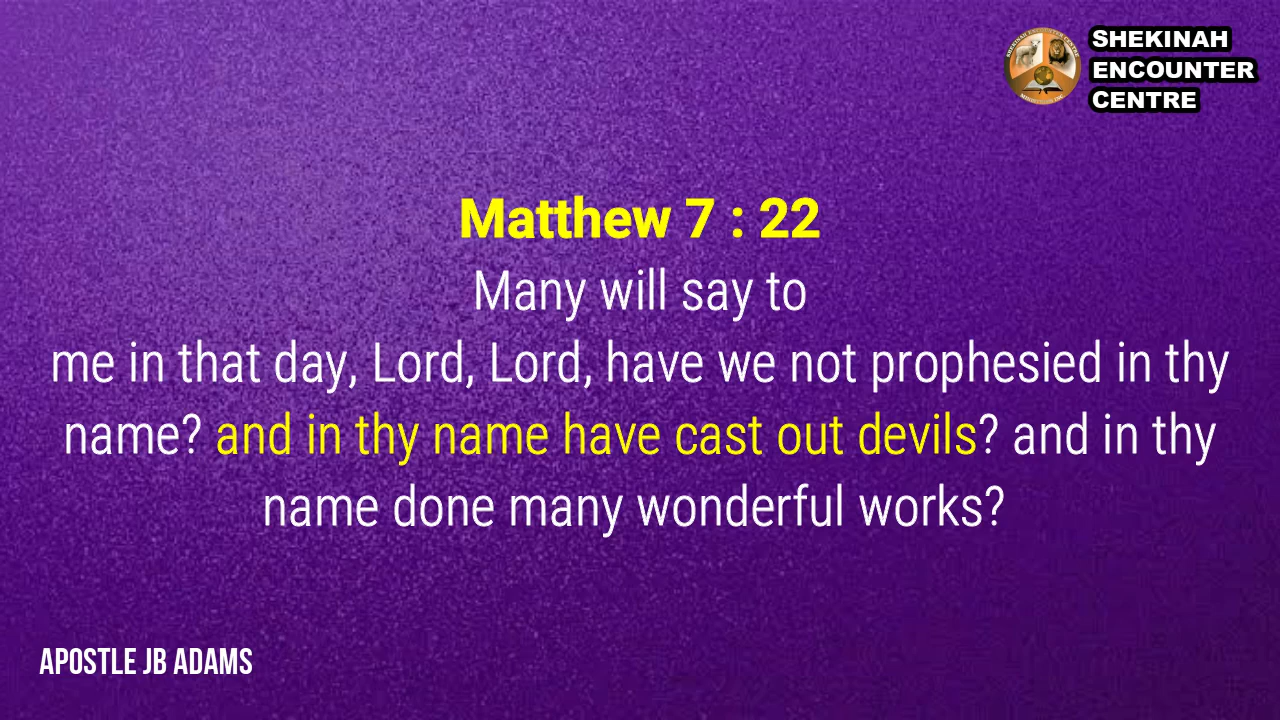 SHEKINAH
ENCOUNTER
CENTRE
Matthew 7 : 22
Many will say to
me in that day, Lord, Lord, have we not prophesied in thy
name? and in thy name have cast out devils? and in thy
name done many wonderful works?
APOSTLE JB ADAMS